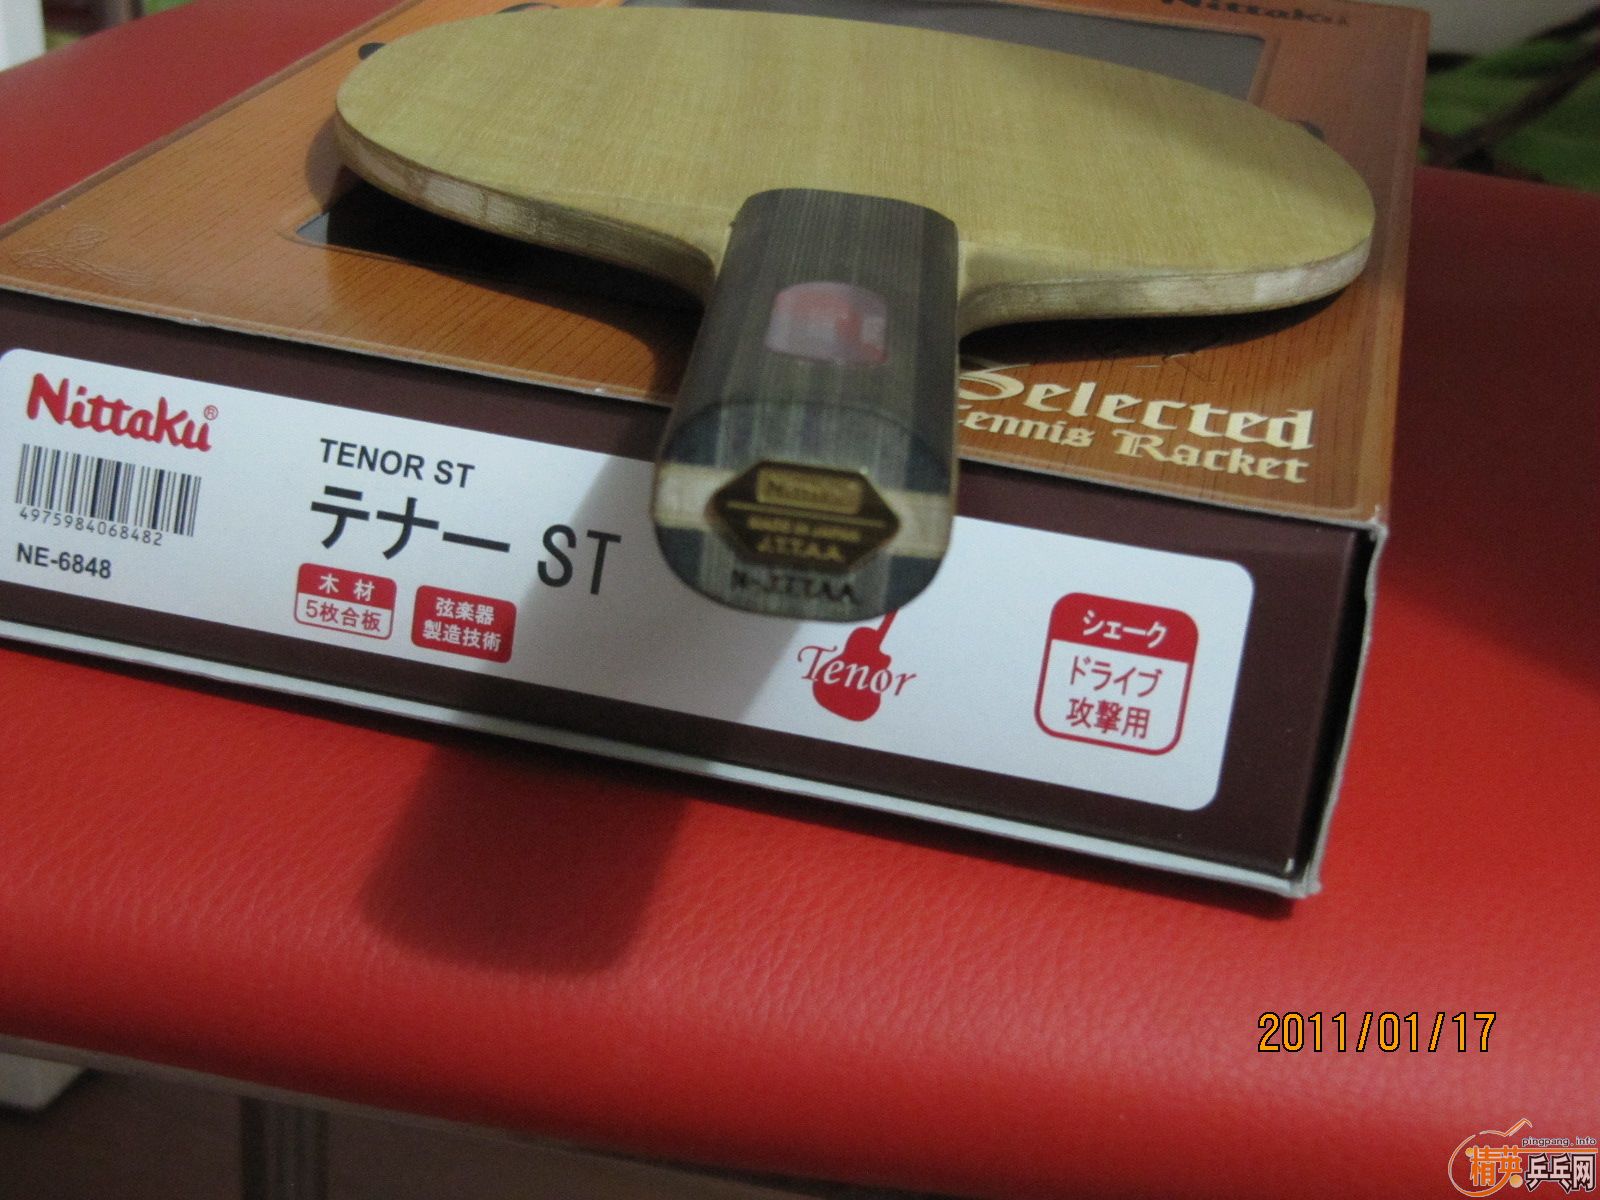 Nittaku
Selected
Tennis Racket
Nittaku®
4975984068482
NE-6848
TENOR ST
テナー ST
木材
5枚合板
弦楽器
製造技術
Nittaku
MADE IN JAPAN
J.T.T.A.A
N-J.T.T.A.A
Tenor
シェーク
ドライブ
攻撃用
2011/01/17
pingpang.info
精英乒乓网